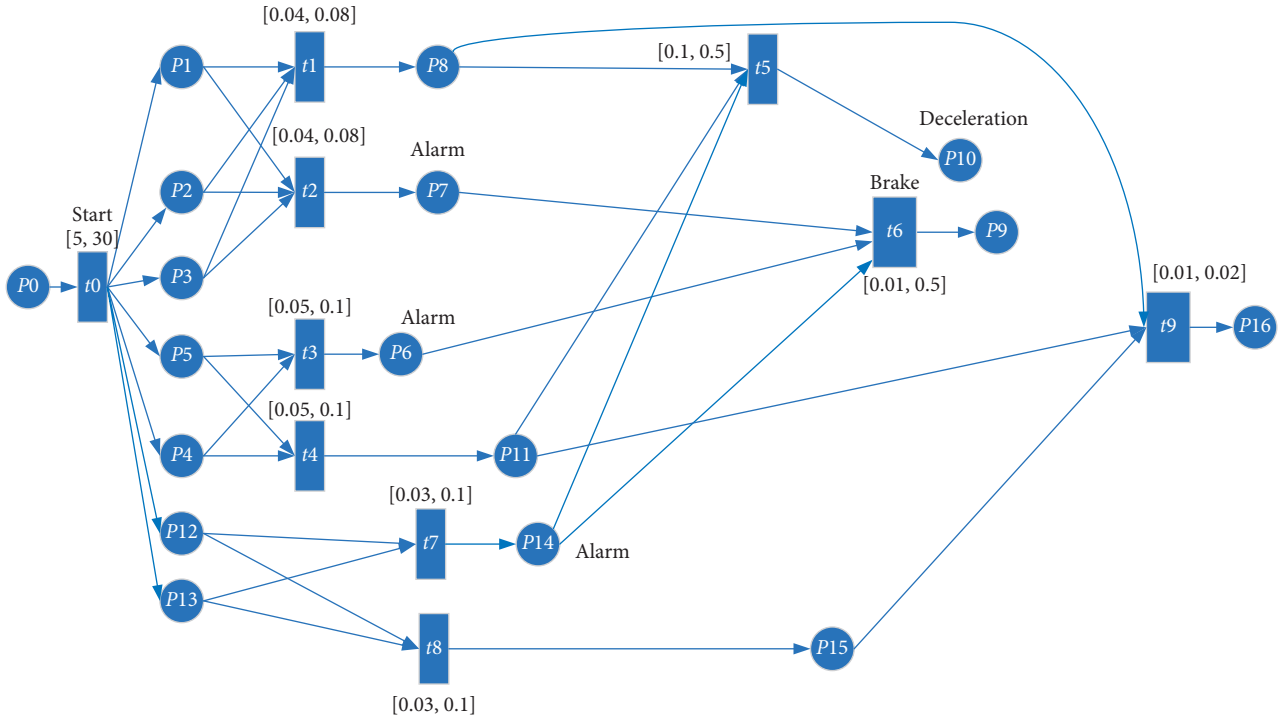 [0.04, 0.08]
P1
t1
P8
[0.1, 0.5]
t5
[0.04, 0.08]
Deceleration
P10
Alarm
P2
t2
P7
Brake
Start
[5, 30]
t6
P9
P3
[0.01, 0.5]
[0.01, 0.02]
P0
t0
[0.05, 0.1]
Alarm
t9
P16
P5
t3
P6
[0.05, 0.1]
P4
t4
P11
[0.03, 0.1]
P12
t7
P14
Alarm
P13
t8
P15
[0.03, 0.1]